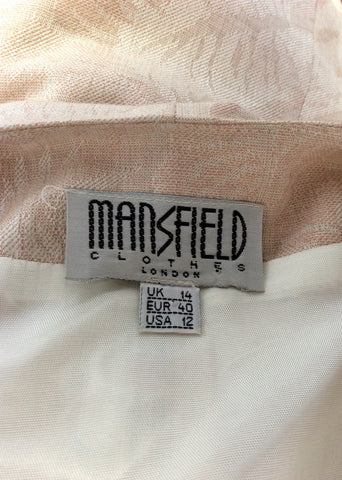 MANSFIELD
CLOTHES
LONDON
UK 14
EUR 40
USA 12